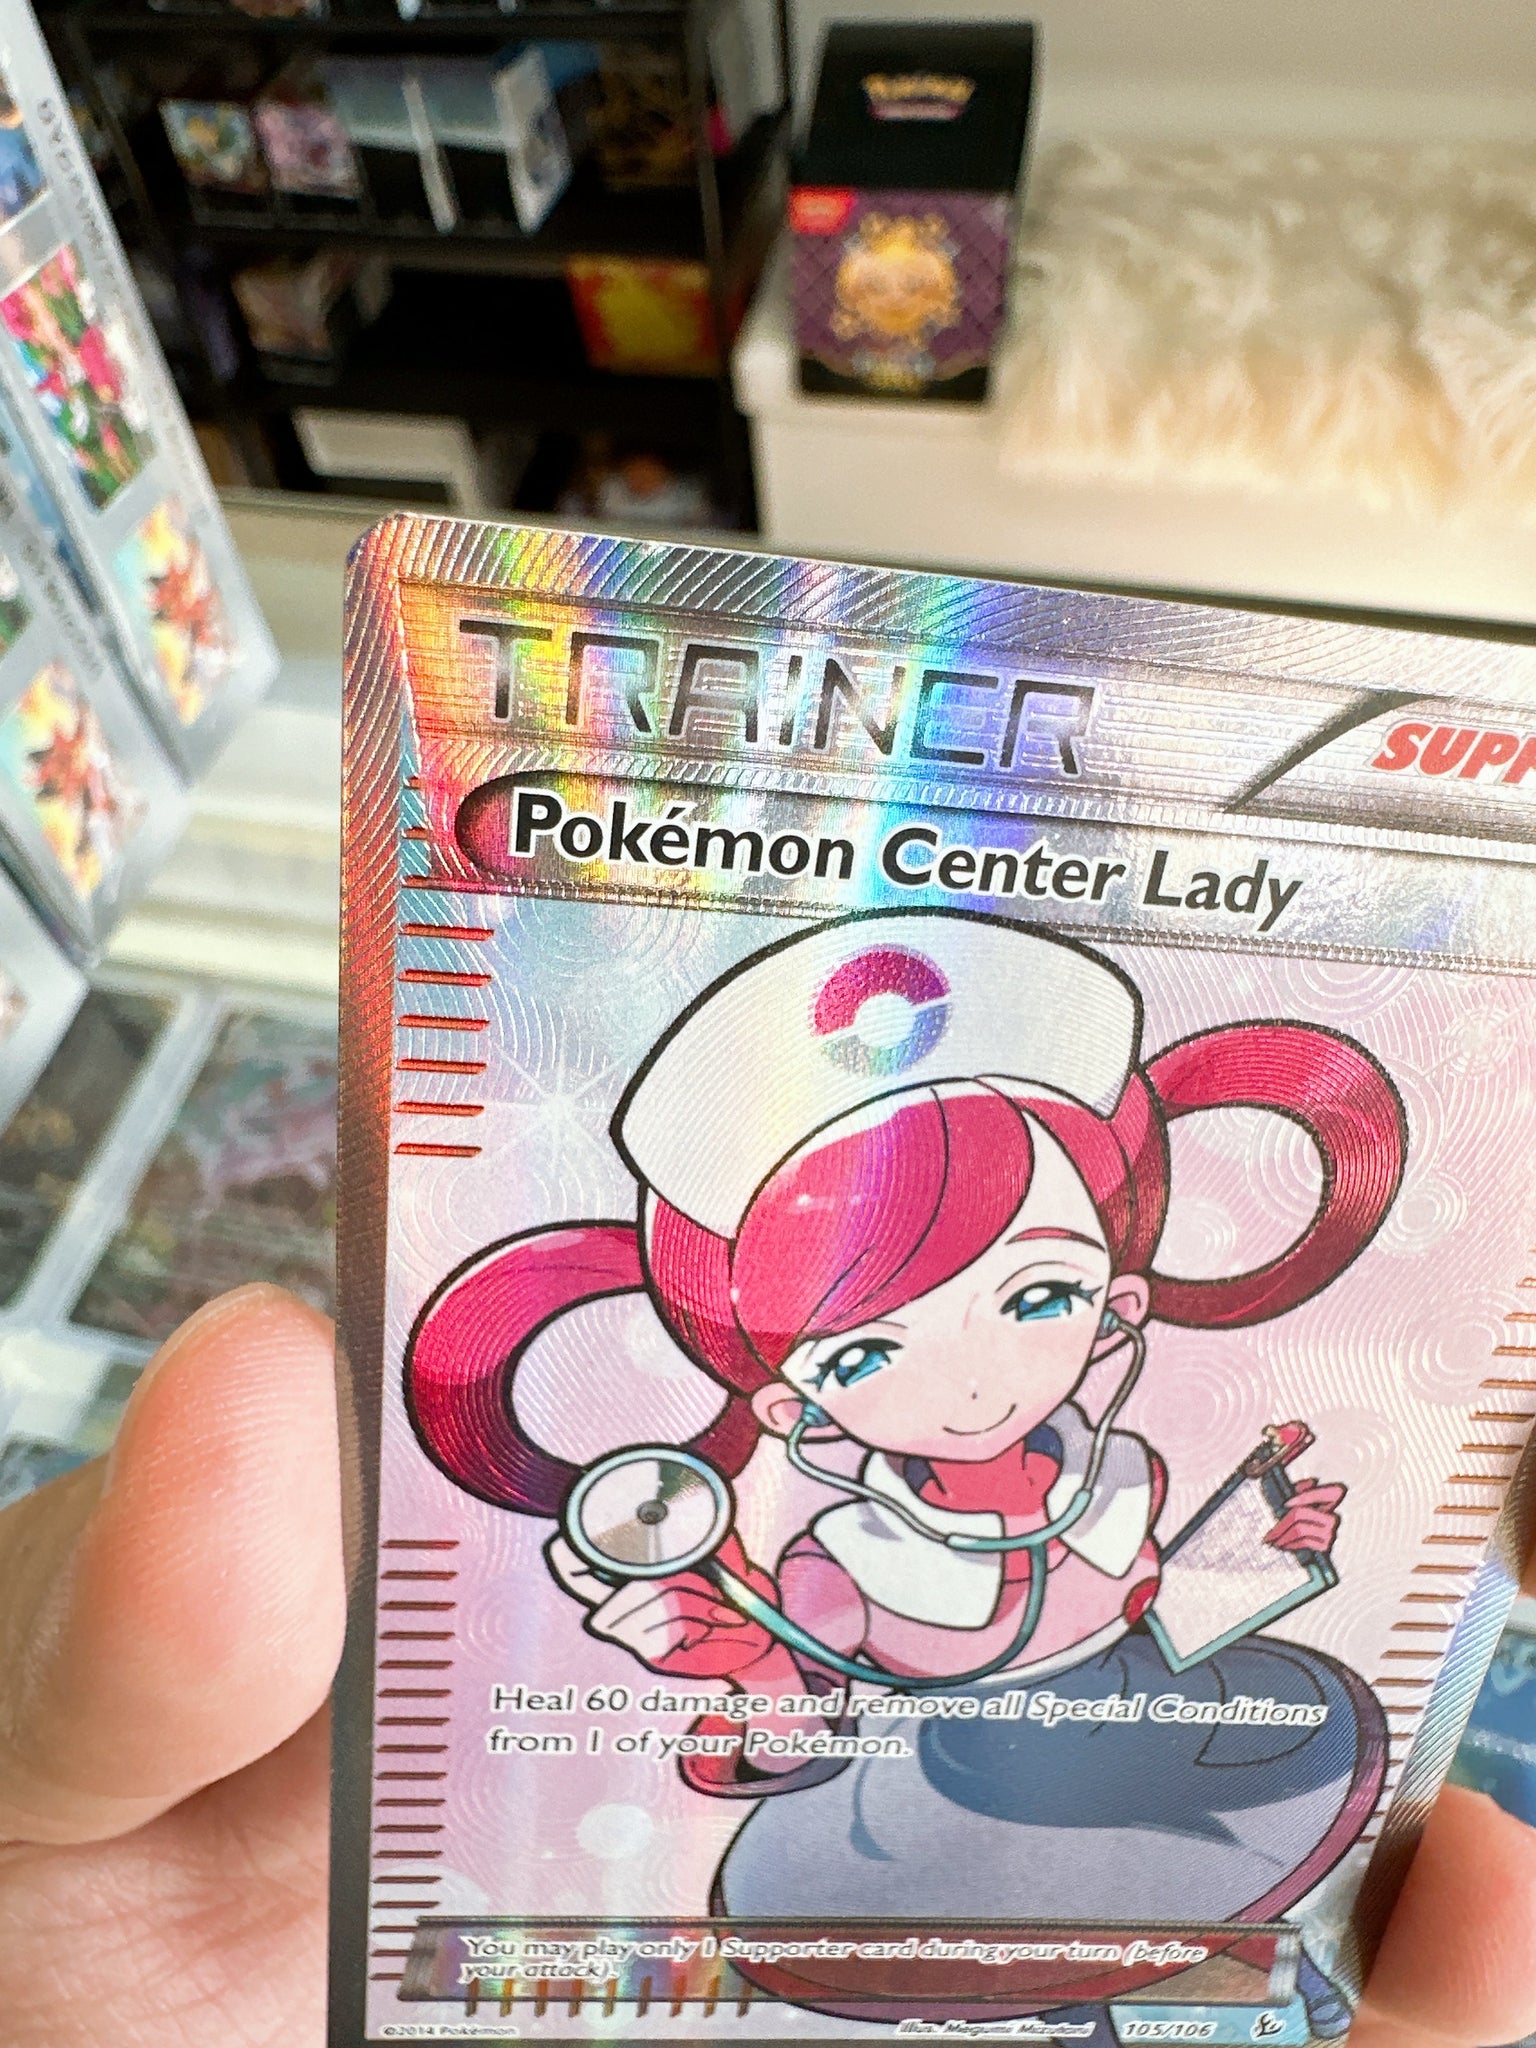 TRAINER
SUPP
Pokémon Center Lady
Heal 60 damage and remove all Special Conditions
from 1 of your Pokémon.
You may play only 1 Supporter card during your turn (before
your attack).
©2014 Pokémon
Illus. Megumi Mizutani 105/106